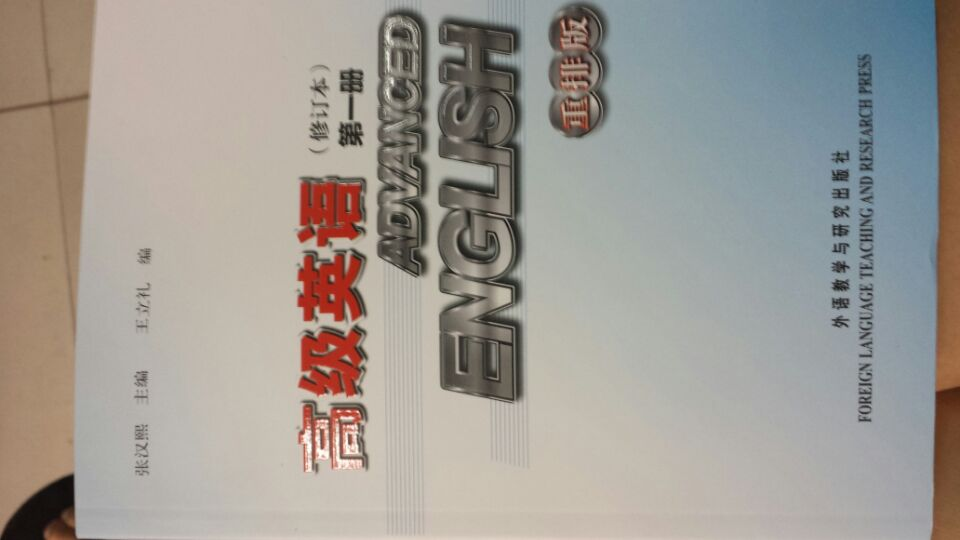 张汉熙 主编 王立礼 编
高级英语
(修订本)
第一册
ADVANCED
ENGLISH
重排版
外语教学与研究出版社
FOREIGN LANGUAGE TEACHING AND RESEARCH PRESS